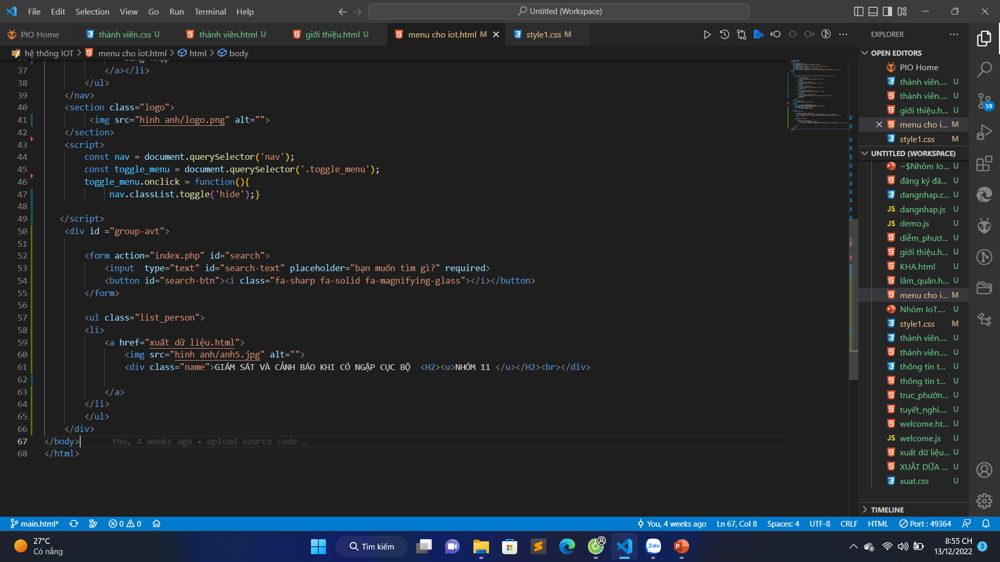 File Edit Selection View Go Run Terminal Help
Untitled (Workspace)
PIO Home
thành viên.css U
thành viên.html U
giới thiệu.html U
menu cho iot.html M
style1.css M
hệ thống IOT > menu cho iot.html > html > body
37 </a></li>
38 </ul>
39 </nav>
40 <section class="logo">
41 <img src="hinh anh/logo.png" alt="">
42 </section>
43 <script>
44 const nav = document.querySelector('nav');
45 const toggle_menu = document.querySelector('.toggle_menu');
46 toggle_menu.onclick = function(){
47 nav.classList.toggle('hide');}
48
49 </script>
50 <div id ="group-avt">
51
52 <form action="index.php" id="search">
53 <input  type="text" id="search-text" placeholder="bạn muốn tìm gì?" required>
54 <button id="search-btn"><i class="fa-sharp fa-solid fa-magnifying-glass"></i></button>
55 </form>
56
57 <ul class="list_person">
58 <li>
59 <a href="xuất dữ liệu.html">
60 <img src="hinh anh/anh5.jpg" alt="">
61 <div class="name">GIÁM SÁT VÀ CẢNH BÁO KHI CÓ NGẬP CỤC BỘ  <H2><u>NHÓM 11 </u></H2><br></div>
62
63 </a>
64 </li>
65 </ul>
66 </div>
67 </body> You, 4 weeks ago • upload source code …
68 </html>
EXPLORER
OPEN EDITORS
PIO Home
thành viên.... U
thành viên.... U
giới thiệu.h... U
menu cho i... M
style1.css M
UNTITLED (WORKSPACE)
~$Nhóm Io... U
đăng ký đă... U
dangnhap.c... U
JS dangnhap.js U
JS demo.js U
diễm_phươ... U
giới thiệu.h... U
KHA.html U
lâm_quân.h... U
menu cho i... M
Nhóm IoT.... U
style1.css M
thành viên.... U
thành viên.... U
thông tin t... U
thông tin t... U
truc_phườn... U
tuyết_nghi.... U
welcome.ht... U
JS welcome.js U
xuất dữ liệu... U
XUẤT DỮA ... U
xuat.css U
TIMELINE
59
main.html* 0 0
You, 4 weeks ago Ln 67, Col 8 Spaces: 4 UTF-8 CRLF HTML Port : 49364
27°C
Có nắng
Tìm kiếm
Zalo
8:55 CH
13/12/2022
3